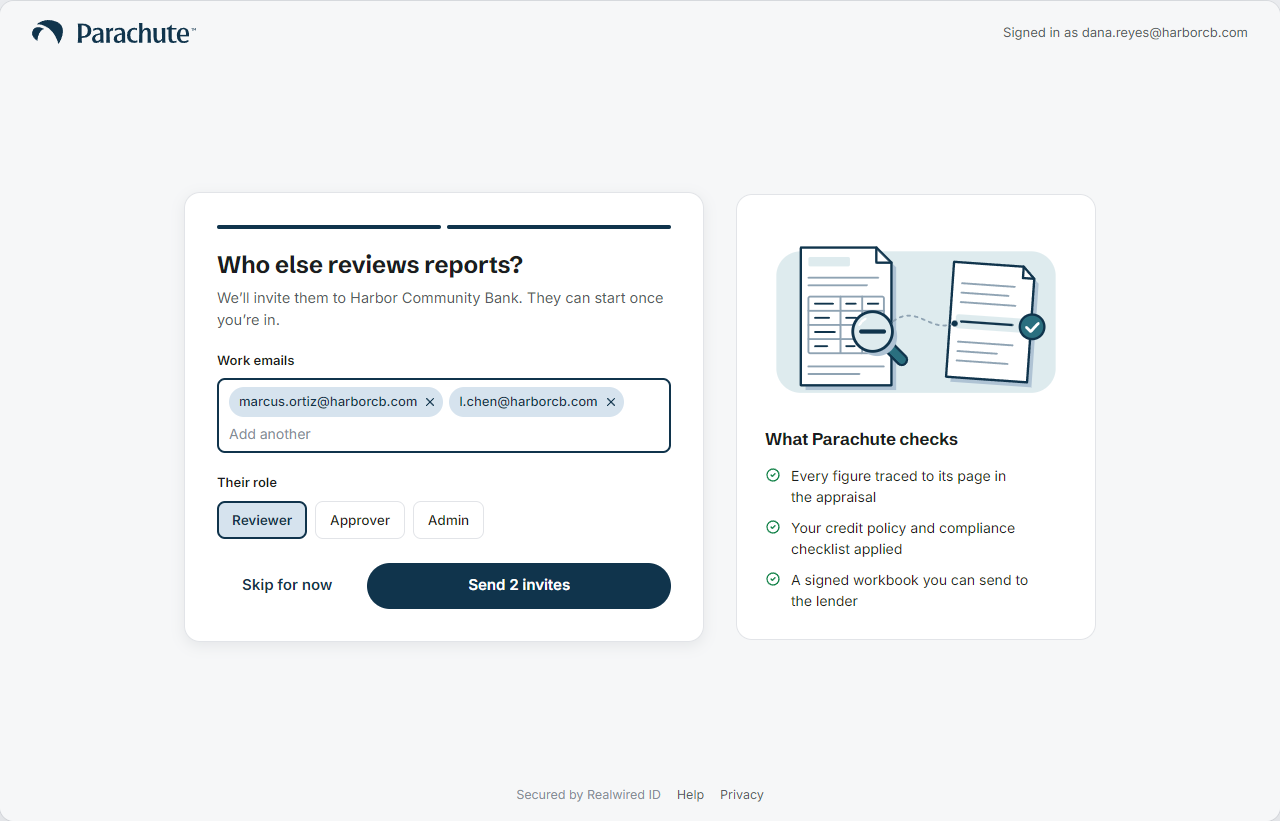 Parachute™
Signed in as dana.reyes@harborcb.com
Who else reviews reports?
We’ll invite them to Harbor Community Bank. They can start once
you’re in.
Work emails
marcus.ortiz@harborcb.com
l.chen@harborcb.com
Add another
Their role
Reviewer
Approver
Admin
Skip for now
Send 2 invites
What Parachute checks
Every figure traced to its page in
the appraisal
Your credit policy and compliance
checklist applied
A signed workbook you can send to
the lender
Secured by Realwired ID
Help
Privacy